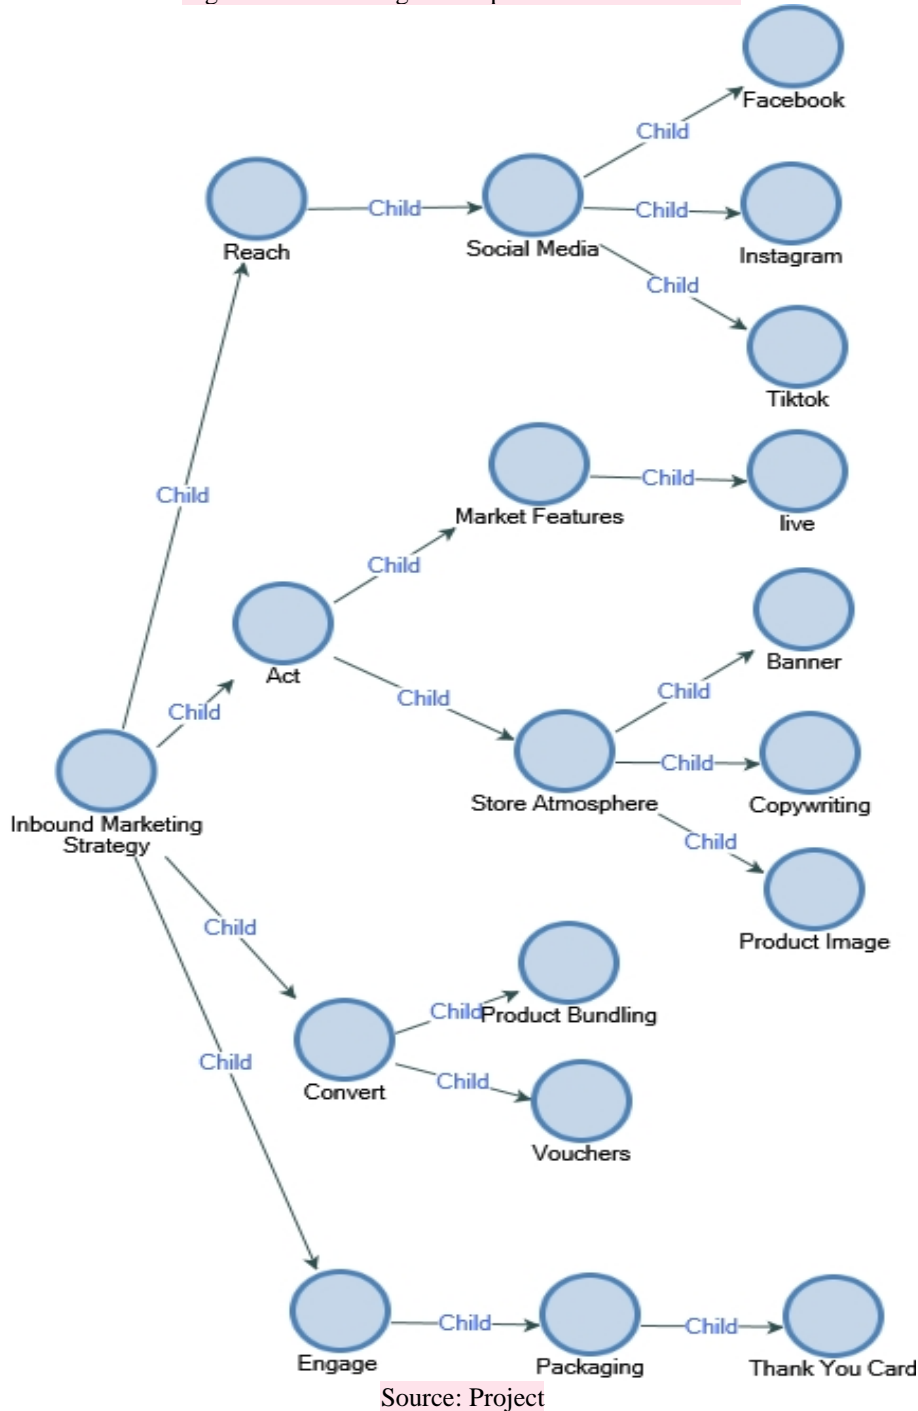 Facebook
Child
Reach
Child
Social Media
Child
Instagram
Child
Tiktok
Child
Market Features
Child
live
Child
Act
Child
Banner
Child
Child
Store Atmosphere
Child
Copywriting
Child
Inbound Marketing
Strategy
Child
Product Image
Child
Child
Product Bundling
Convert
Child
Vouchers
Child
Engage
Child
Packaging
Child
Thank You Card
Source: Project